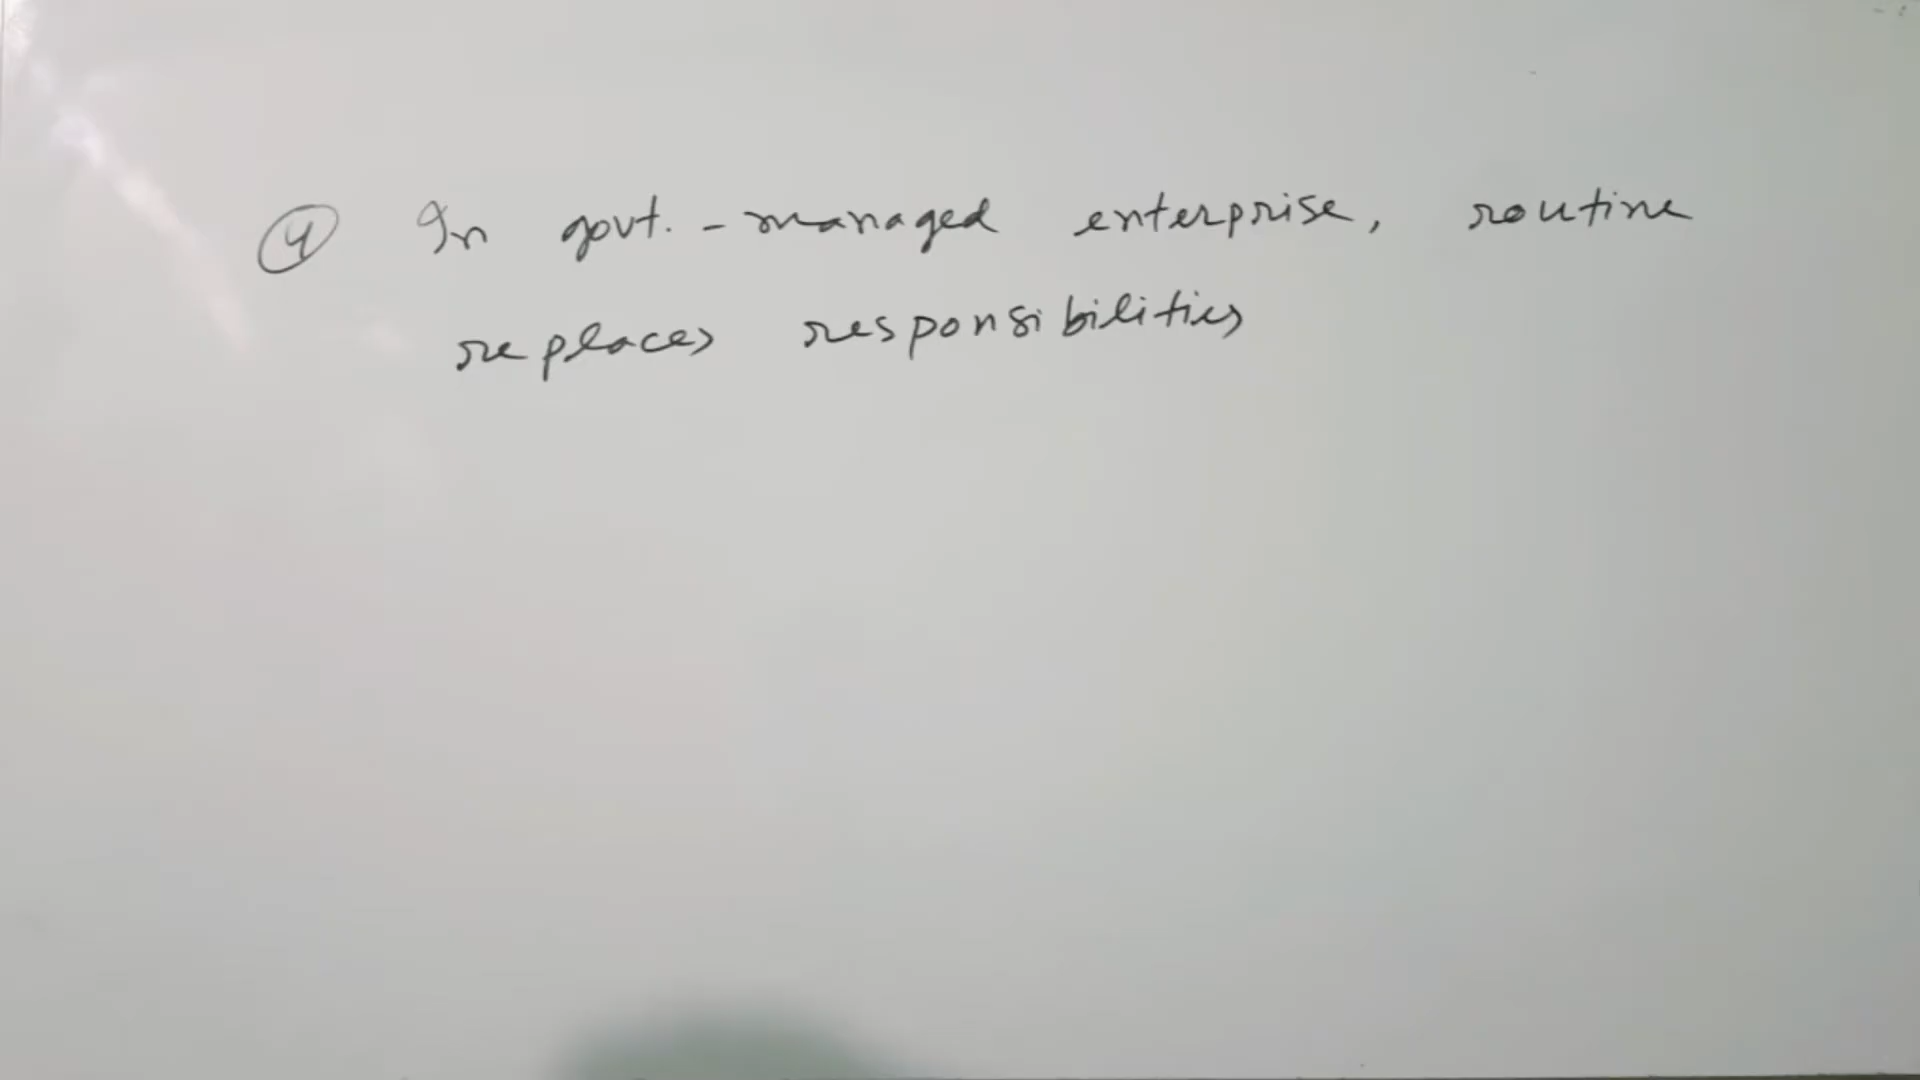 ④ In govt. - managed enterprise, routine
replaces responsibilities